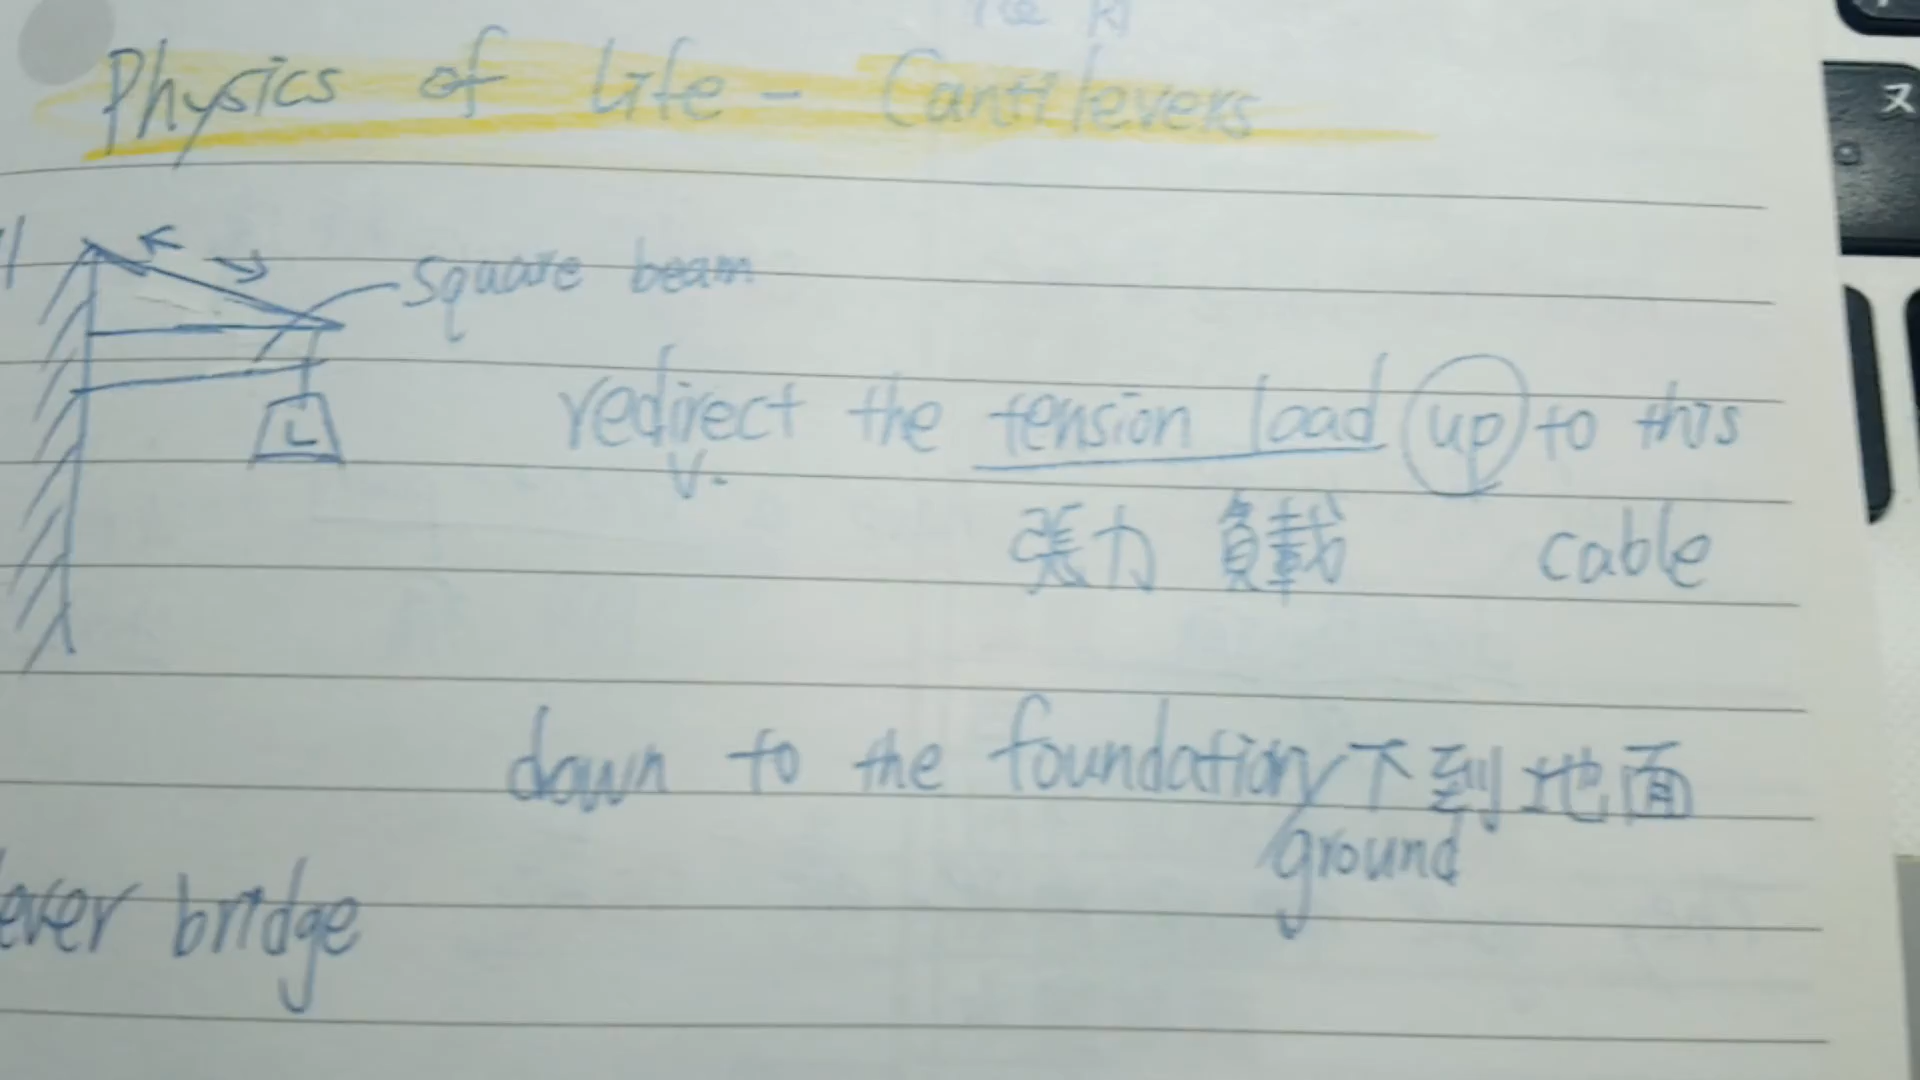 Physics of Life - Cantilevers
square beam
redirect the tension load up to this
V.
張力 負載 cable
L
down to the foundation 下到地面
ground
ever bridge
又